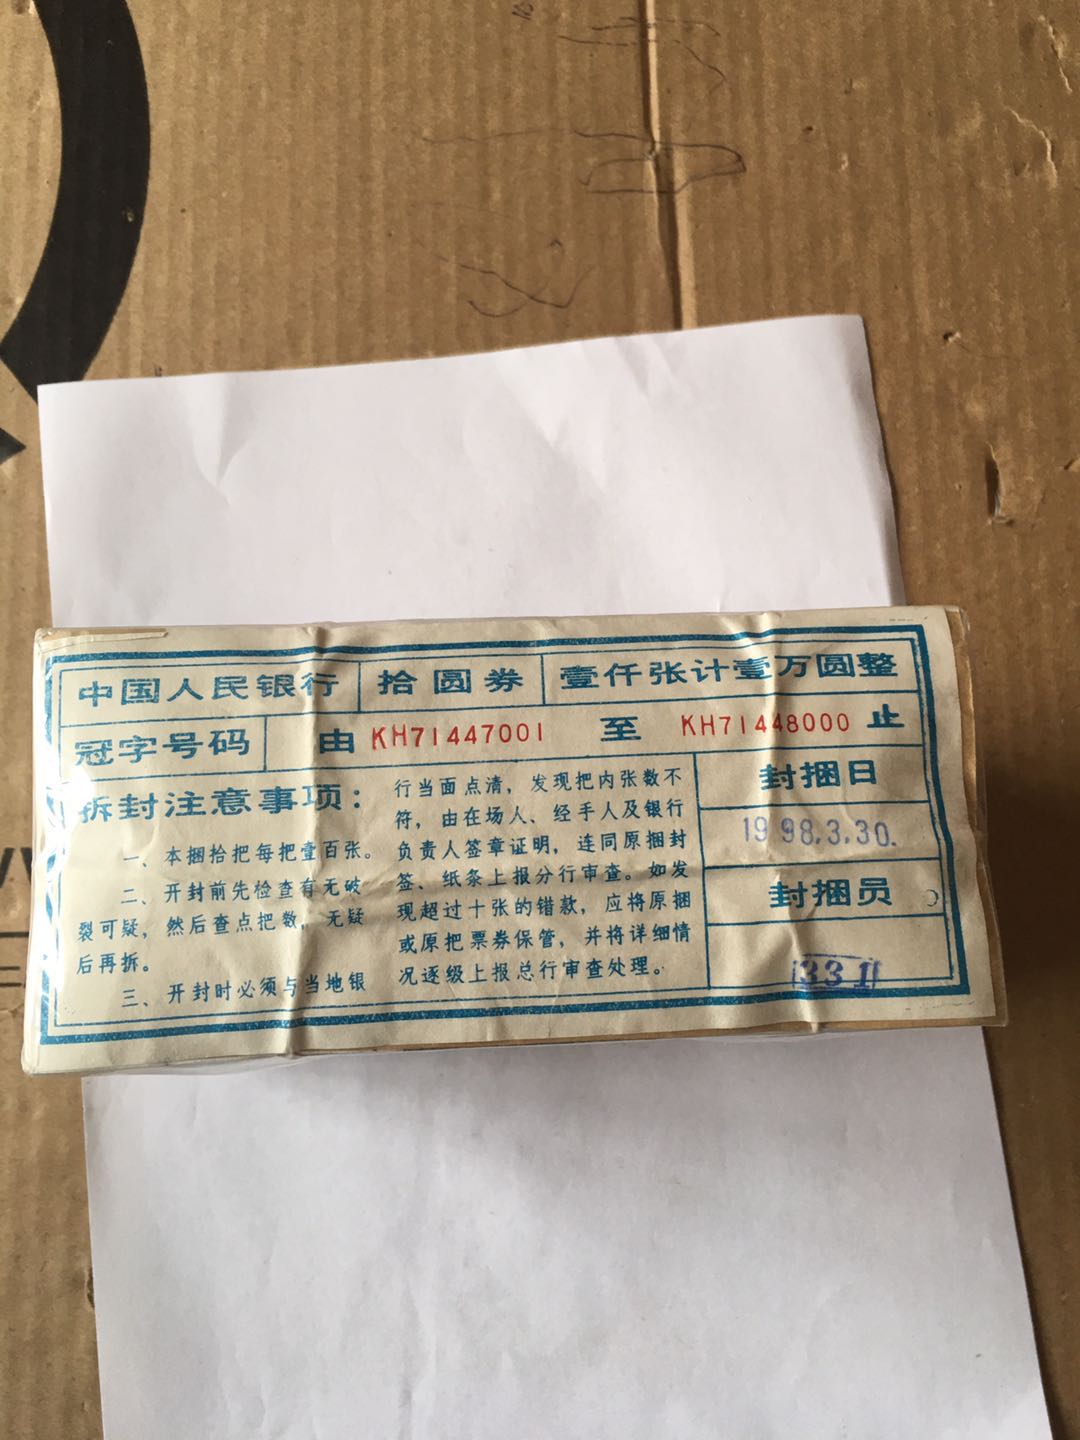 中国人民银行 拾圆券 壹仟张计壹万圆整
冠字号码 由 KH71447001 至 KH71448000 止
拆封注意事项：
一、本捆拾把每把壹百张。
二、开封前先检查有无破
裂可疑，然后查点把数，无疑
后再拆。
三、开封时必须与当地银
行当面点清，发现把内张数不
符，由在场人、经手人及银行
负责人签章证明，连同原捆封
签、纸条上报分行审查。如发
现超过十张的错款，应将原捆
或原把票券保管，并将详细情
况逐级上报总行审查处理。
封捆日
1998.3.30.
封捆员
331